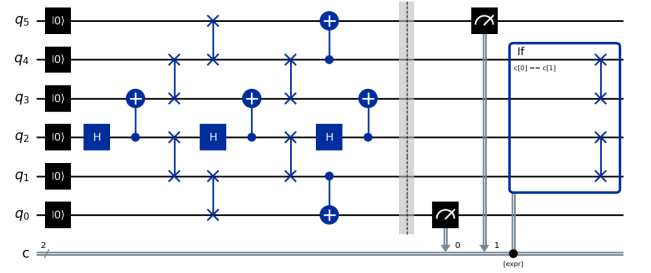 q5 |0⟩
q4 |0⟩
q3 |0⟩
q2 |0⟩ H H H
q1 |0⟩
q0 |0⟩
If
c[0] == c[1]
c 2 0 1
[expr]